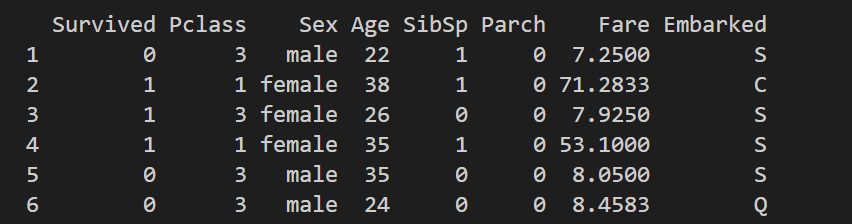 Survived Pclass Sex Age SibSp Parch Fare Embarked
1 0 3 male 22 1 0 7.2500 S
2 1 1 female 38 1 0 71.2833 C
3 1 3 female 26 0 0 7.9250 S
4 1 1 female 35 1 0 53.1000 S
5 0 3 male 35 0 0 8.0500 S
6 0 3 male 24 0 0 8.4583 Q